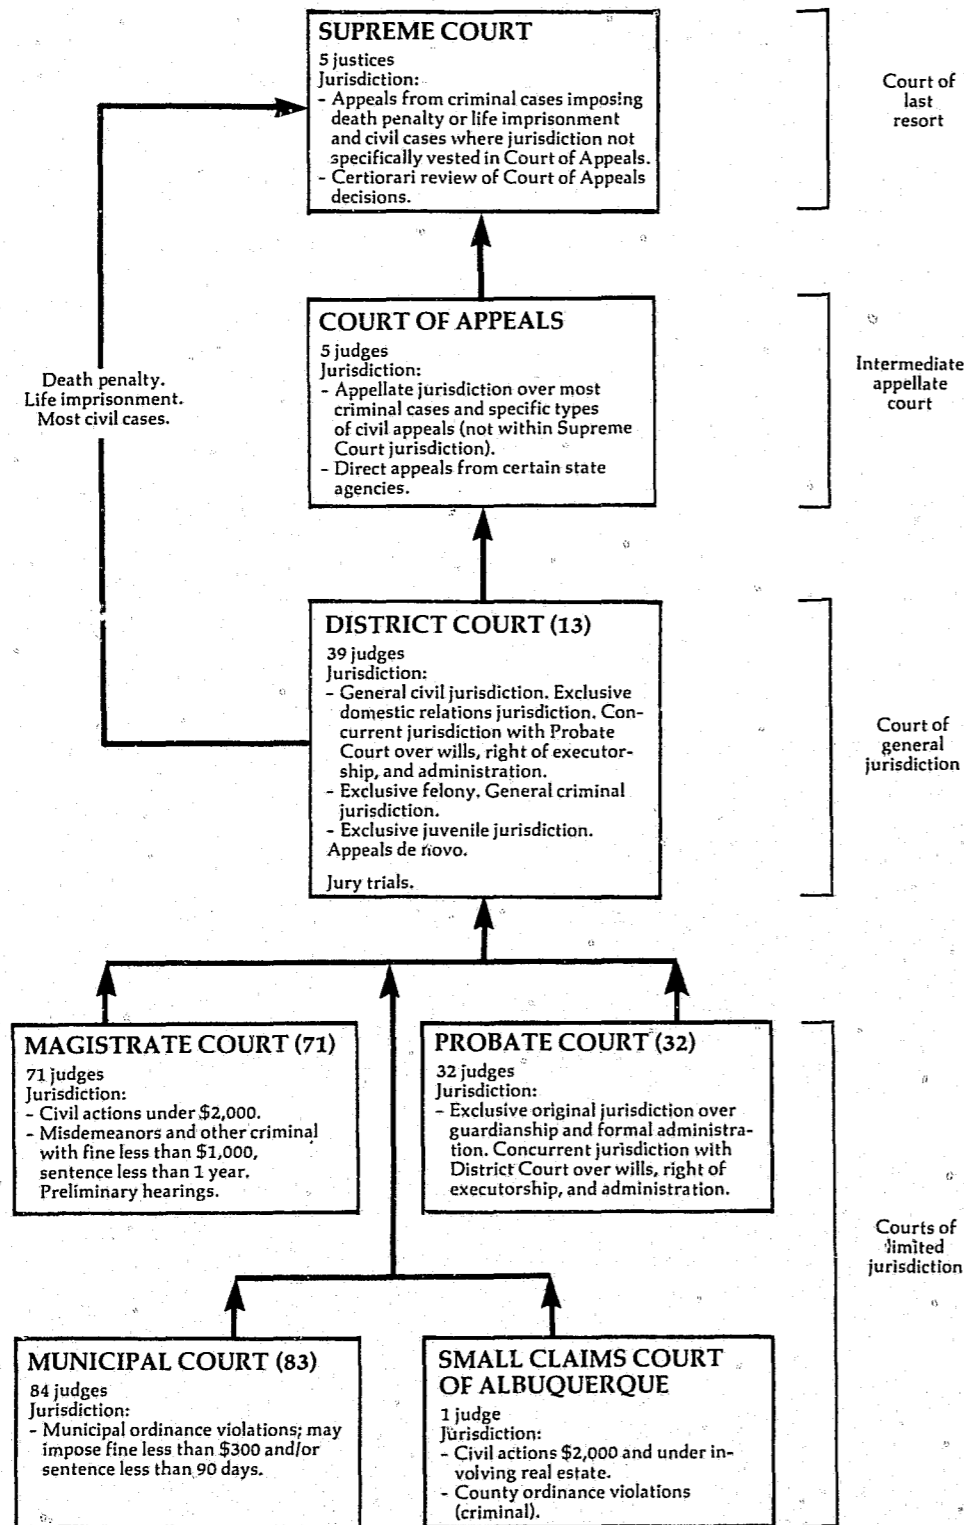 SUPREME COURT
5 justices
Jurisdiction:
- Appeals from criminal cases imposing
death penalty or life imprisonment
and civil cases where jurisdiction not
specifically vested in Court of Appeals.
- Certiorari review of Court of Appeals
decisions.
Court of
last
resort
COURT OF APPEALS
5 judges
Jurisdiction:
- Appellate jurisdiction over most
criminal cases and specific types
of civil appeals (not within Supreme
Court jurisdiction).
- Direct appeals from certain state
agencies.
Intermediate
appellate
court
Death penalty.
Life imprisonment.
Most civil cases.
DISTRICT COURT (13)
39 judges
Jurisdiction:
- General civil jurisdiction. Exclusive
domestic relations jurisdiction. Con-
current jurisdiction with Probate
Court over wills, right of executor-
ship, and administration.
- Exclusive felony. General criminal
jurisdiction.
- Exclusive juvenile jurisdiction.
Appeals de novo.
Jury trials.
Court of
general
jurisdiction
MAGISTRATE COURT (71)
71 judges
Jurisdiction:
- Civil actions under $2,000.
- Misdemeanors and other criminal
with fine less than $1,000,
sentence less than 1 year.
Preliminary hearings.
PROBATE COURT (32)
32 judges
Jurisdiction:
- Exclusive original jurisdiction over
guardianship and formal administra-
tion. Concurrent jurisdiction with
District Court over wills, right of
executorship, and administration.
Courts of
limited
jurisdiction
MUNICIPAL COURT (83)
84 judges
Jurisdiction:
- Municipal ordinance violations; may
impose fine less than $300 and/or
sentence less than 90 days.
SMALL CLAIMS COURT
OF ALBUQUERQUE
1 judge
Jurisdiction:
- Civil actions $2,000 and under in-
volving real estate.
- County ordinance violations
(criminal).